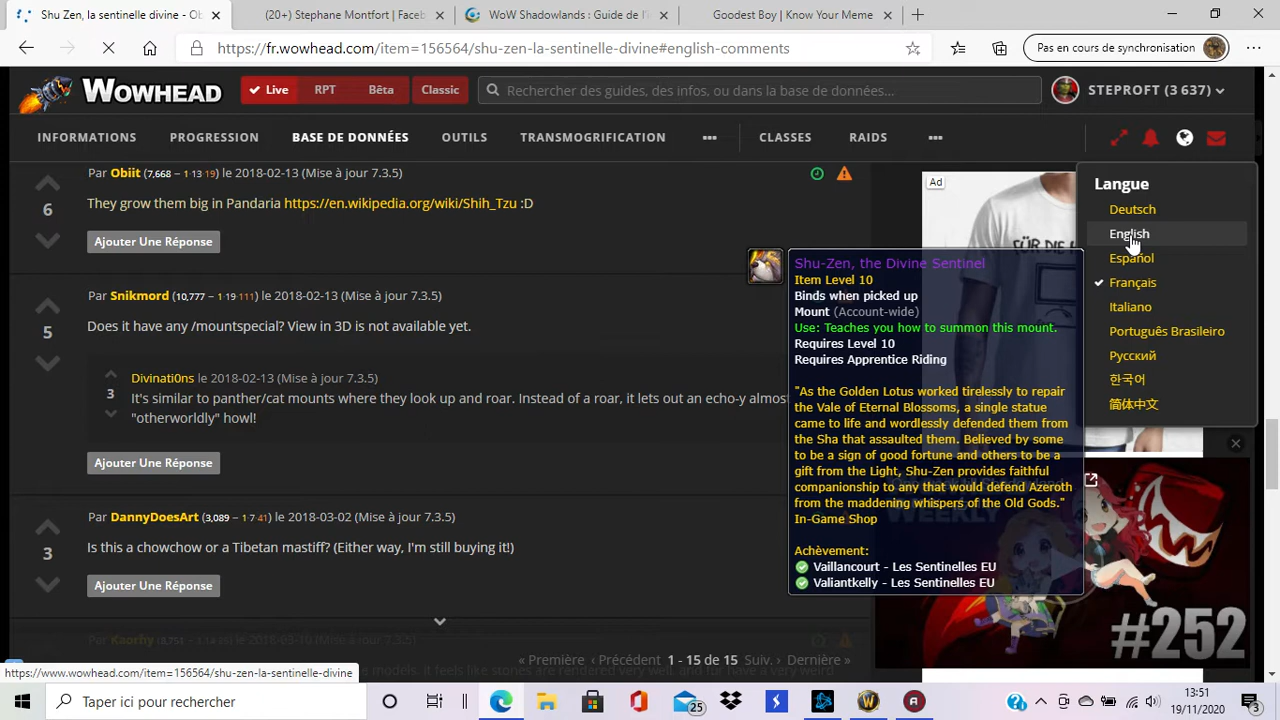 Shu Zen, la sentinelle divine - Ob
(20+) Stephane Montfort | Faceb
WoW Shadowlands : Guide de l'a
Goodest Boy | Know Your Meme
https://fr.wowhead.com/item=156564/shu-zen-la-sentinelle-divine#english-comments
Pas en cours de synchronisation
WOWHEAD
Live
RPT
Bêta
Classic
Rechercher des guides, des infos, ou dans la base de données...
STEPROFT (3 637)
INFORMATIONS
PROGRESSION
BASE DE DONNÉES
OUTILS
TRANSMOGRIFICATION
CLASSES
RAIDS
Par Obiit (7,668 – 1·13·19) le 2018-02-13 (Mise à jour 7.3.5)
6
They grow them big in Pandaria https://en.wikipedia.org/wiki/Shih_Tzu :D
Ajouter Une Réponse
Par Snikmord (10,777 – 1·19·111) le 2018-02-13 (Mise à jour 7.3.5)
5
Does it have any /mountspecial? View in 3D is not available yet.
Divinati0ns le 2018-02-13 (Mise à jour 7.3.5)
3
It's similar to panther/cat mounts where they look up and roar. Instead of a roar, it lets out an echo-y almos
"otherworldly" howl!
Ajouter Une Réponse
Par DannyDoesArt (3,089 – 1·7·41) le 2018-03-02 (Mise à jour 7.3.5)
3
Is this a chowchow or a Tibetan mastiff? (Either way, I'm still buying it!)
Ajouter Une Réponse
« Première ‹ Précédent 1 - 15 de 15 Suiv. › Dernière »
Shu-Zen, the Divine Sentinel
Item Level 10
Binds when picked up
Mount (Account-wide)
Use: Teaches you how to summon this mount.
Requires Level 10
Requires Apprentice Riding
"As the Golden Lotus worked tirelessly to repair
the Vale of Eternal Blossoms, a single statue
came to life and wordlessly defended them from
the Sha that assaulted them. Believed by some
to be a sign of good fortune and others to be a
gift from the Light, Shu-Zen provides faithful
companionship to any that would defend Azeroth
from the maddening whispers of the Old Gods."
In-Game Shop
Achèvement:
Vaillancourt - Les Sentinelles EU
Valiantkelly - Les Sentinelles EU
Ad
FÜR DIE
Langue
Deutsch
English
Español
Français
Italiano
Português Brasileiro
Русский
한국어
简体中文
WEEKLY
#252
https://www.wowhead.com/item=156564/shu-zen-la-sentinelle-divine
Taper ici pour rechercher
25
13:51
19/11/2020
3